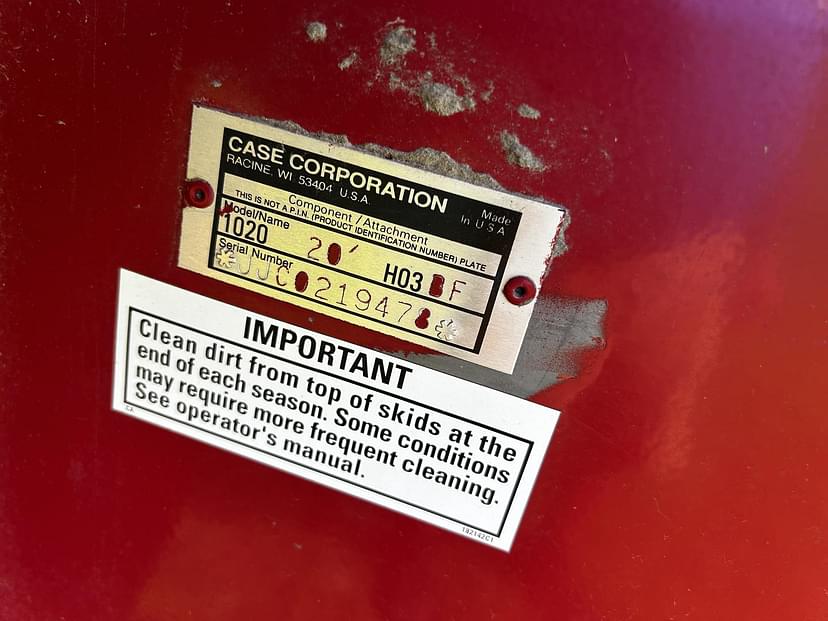 CASE CORPORATION
RACINE, WI 53404 U.S.A.
Made
In U S A
Component / Attachment
THIS IS NOT A P.I.N. (PRODUCT IDENTIFICATION NUMBER) PLATE
Model/Name
1020 20' H03 F
Serial Number
*JJC0219478*
IMPORTANT
Clean dirt from top of skids at the
end of each season. Some conditions
may require more frequent cleaning.
See operator's manual.